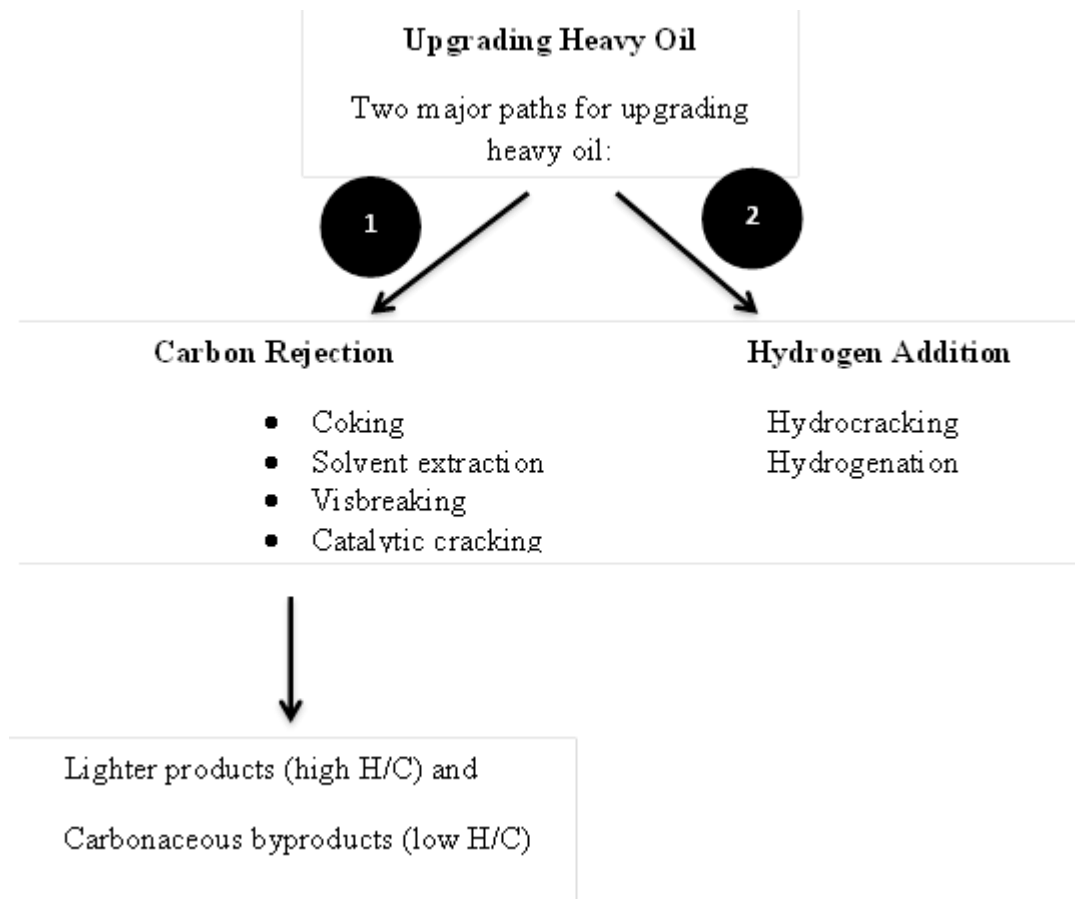 Upgrading Heavy Oil
Two major paths for upgrading
heavy oil:
1
2
Carbon Rejection
Hydrogen Addition
• Coking
• Solvent extraction
• Visbreaking
• Catalytic cracking
Hydrocracking
Hydrogenation
Lighter products (high H/C) and
Carbonaceous byproducts (low H/C)